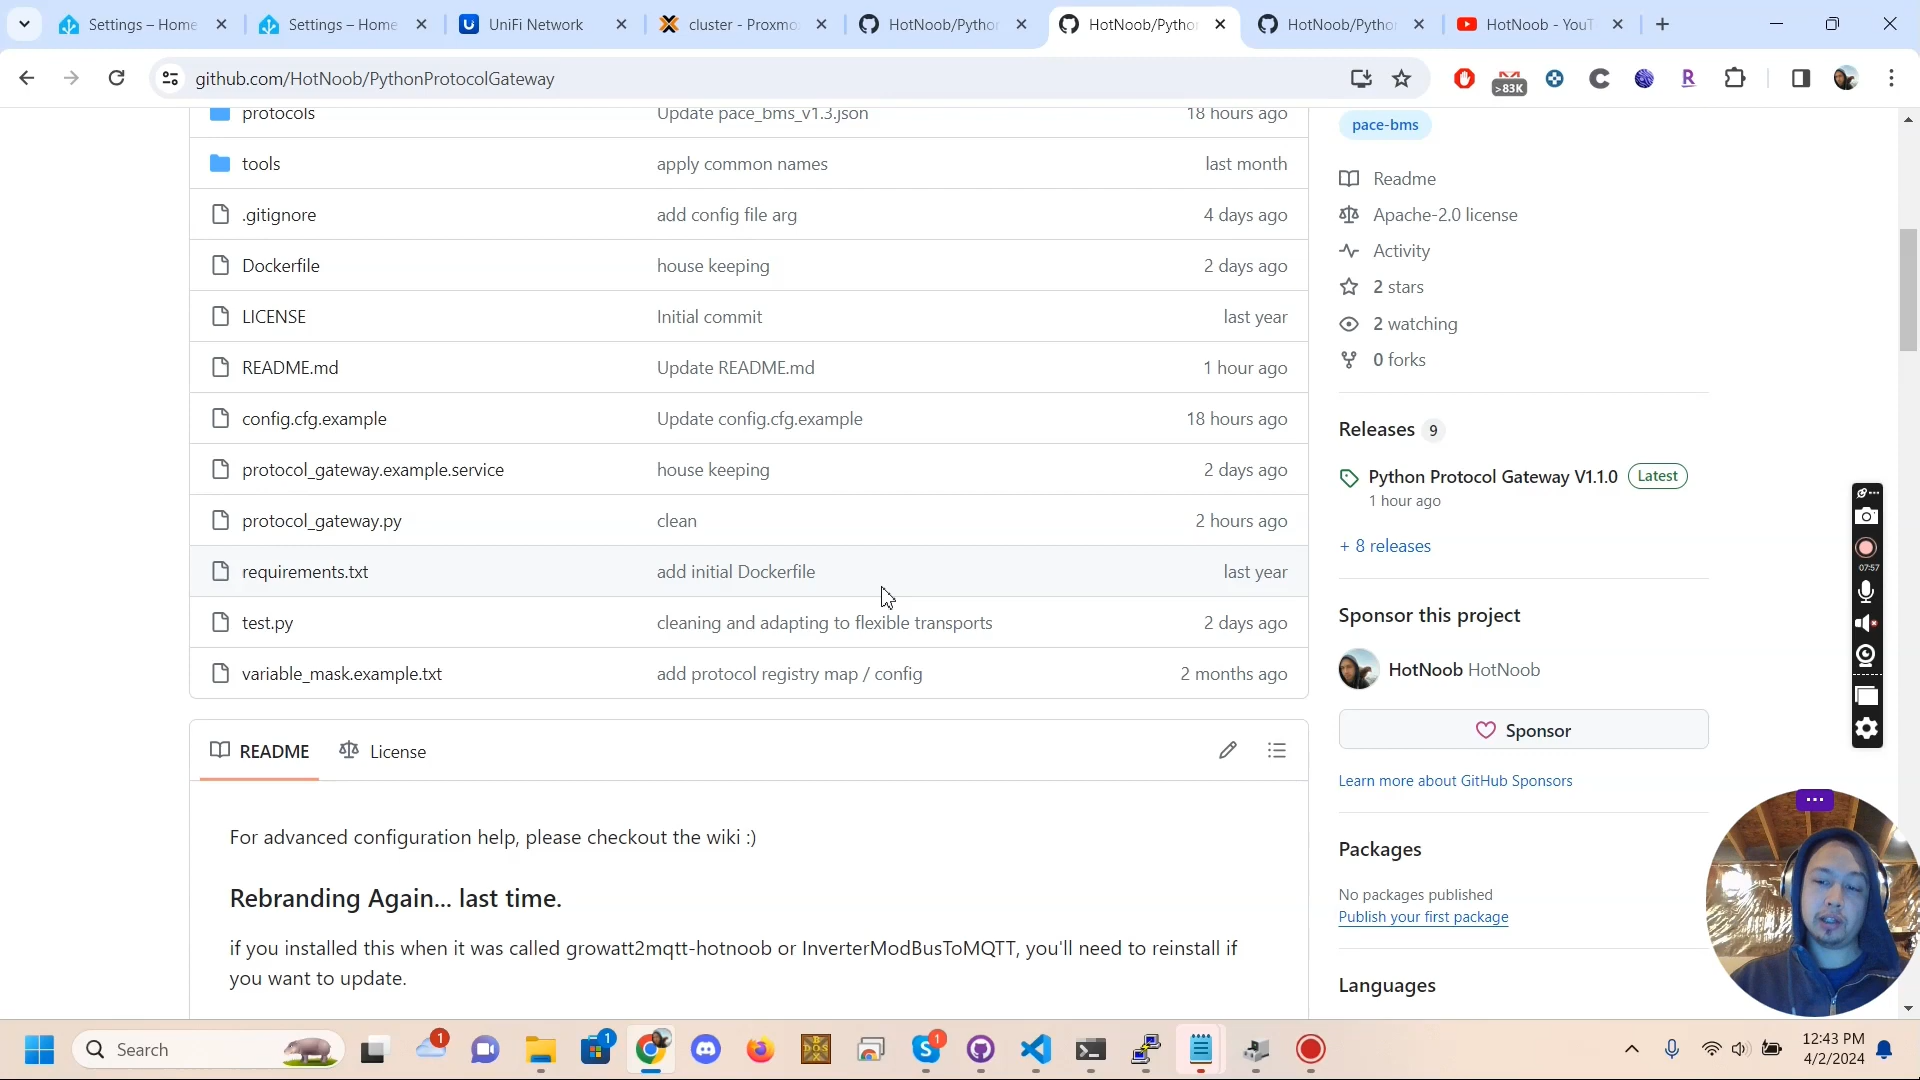 Settings – Home
Settings – Home
UniFi Network
cluster - Proxmo
HotNoob/Pytho
HotNoob/Pytho
HotNoob/Pytho
HotNoob - YouT
github.com/HotNoob/PythonProtocolGateway
>83K
protocols
Update pace_bms_v1.3.json
18 hours ago
tools
apply common names
last month
.gitignore
add config file arg
4 days ago
Dockerfile
house keeping
2 days ago
LICENSE
Initial commit
last year
README.md
Update README.md
1 hour ago
config.cfg.example
Update config.cfg.example
18 hours ago
protocol_gateway.example.service
house keeping
2 days ago
protocol_gateway.py
clean
2 hours ago
requirements.txt
add initial Dockerfile
last year
test.py
cleaning and adapting to flexible transports
2 days ago
variable_mask.example.txt
add protocol registry map / config
2 months ago
README
License
For advanced configuration help, please checkout the wiki :)
Rebranding Again... last time.
if you installed this when it was called growatt2mqtt-hotnoob or InverterModBusToMQTT, you'll need to reinstall if
you want to update.
pace-bms
Readme
Apache-2.0 license
Activity
2 stars
2 watching
0 forks
Releases 9
Python Protocol Gateway V1.1.0 Latest
1 hour ago
+ 8 releases
Sponsor this project
HotNoob HotNoob
Sponsor
Learn more about GitHub Sponsors
Packages
No packages published
Publish your first package
Languages
07:57
Search
1
1
DOS
1
12:43 PM
4/2/2024